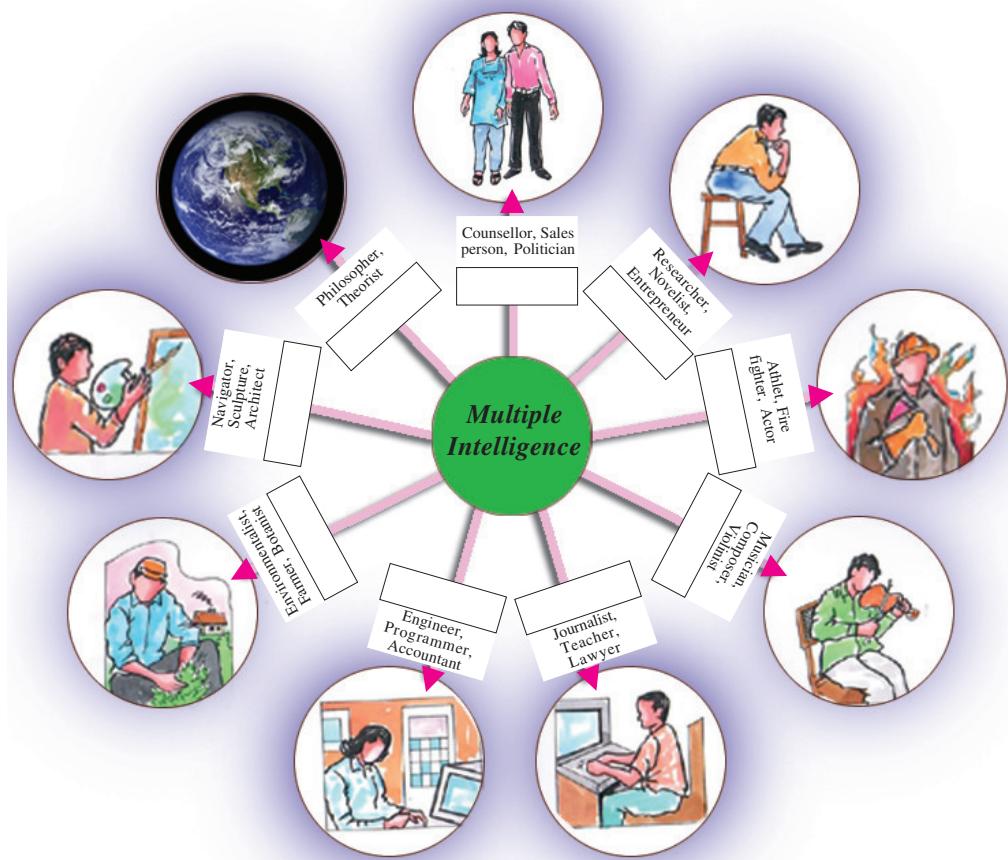 Counsellor, Sales
person, Politician
Researcher,
Novelist,
Entrepreneur
Athlet, Fire
fighter, Actor
Musician,
Composer,
Violinist
Journalist,
Teacher,
Lawyer
Engineer,
Programmer,
Accountant
Environmentalist,
Farmer, Botanist
Navigator,
Sculpture,
Architect
Philosopher,
Theorist
Multiple
Intelligence